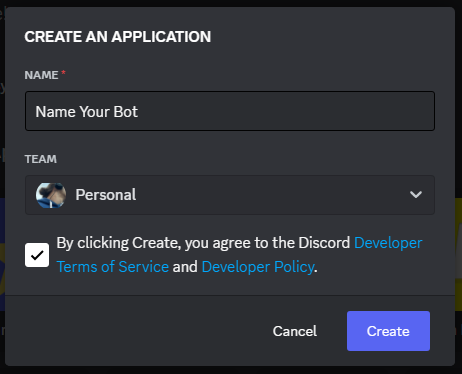 CREATE AN APPLICATION
NAME *
Name Your Bot
TEAM
Personal
By clicking Create, you agree to the Discord Developer
Terms of Service and Developer Policy.
Cancel
Create